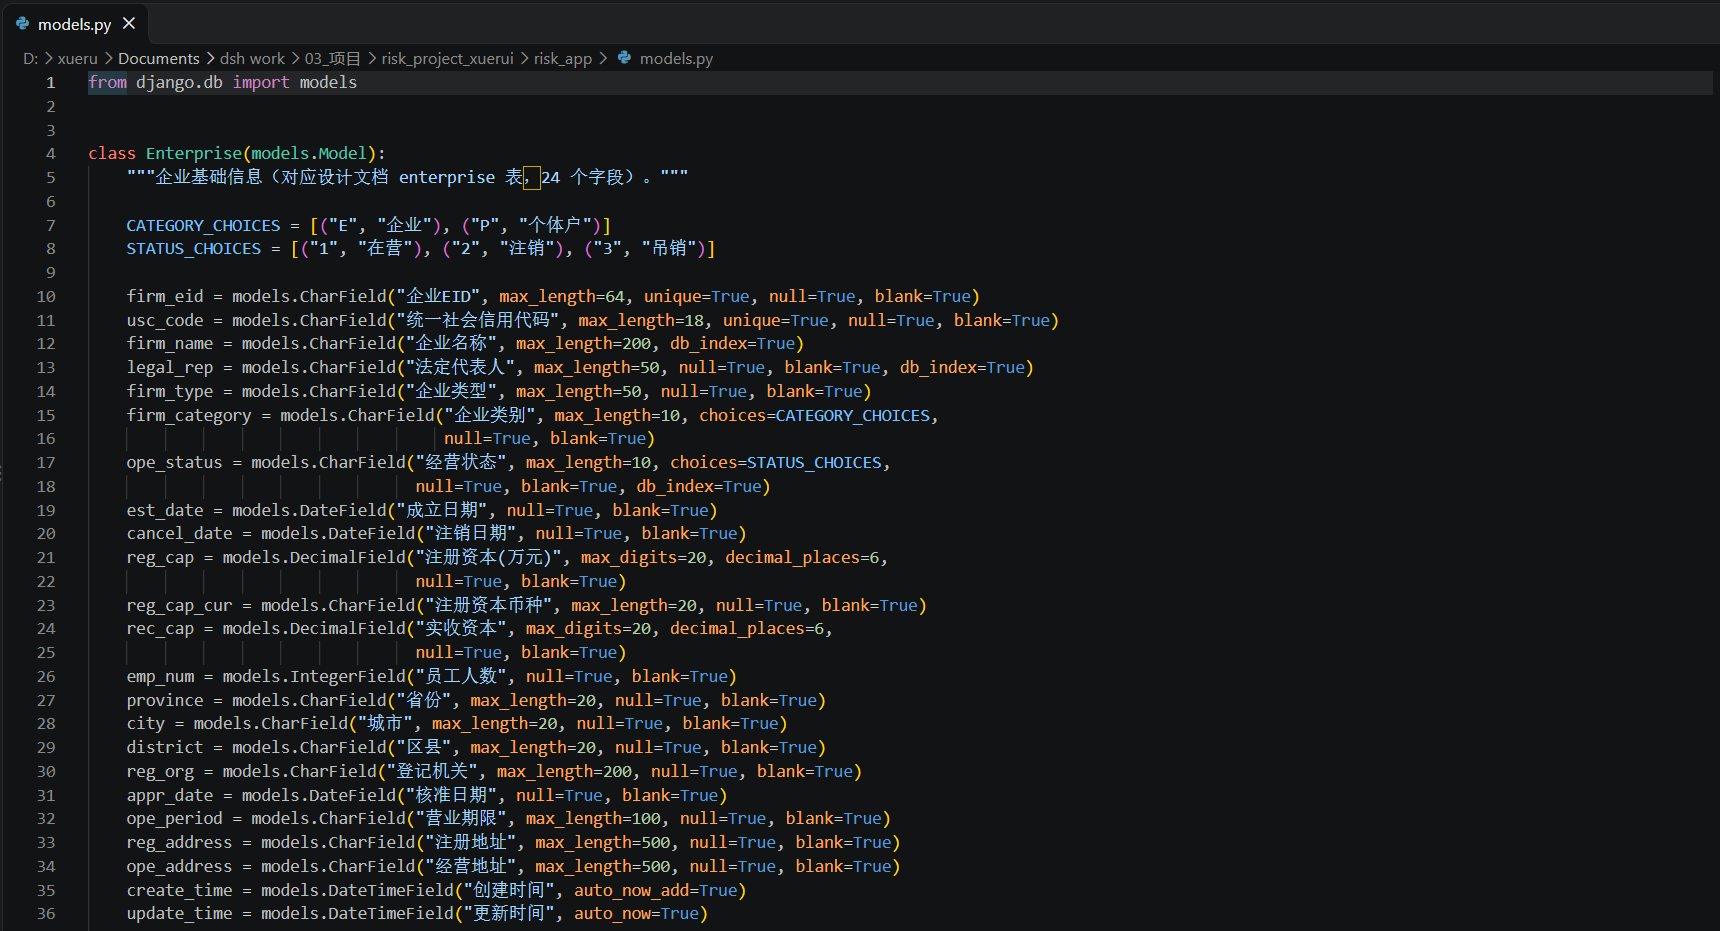 models.py
D: > xueru > Documents > dsh work > 03_项目 > risk_project_xuerui > risk_app > models.py
1 from django.db import models
2
3
4 class Enterprise(models.Model):
5     """企业基础信息（对应设计文档 enterprise 表，24 个字段）。"""
6
7     CATEGORY_CHOICES = [("E", "企业"), ("P", "个体户")]
8     STATUS_CHOICES = [("1", "在营"), ("2", "注销"), ("3", "吊销")]
9
10     firm_eid = models.CharField("企业EID", max_length=64, unique=True, null=True, blank=True)
11     usc_code = models.CharField("统一社会信用代码", max_length=18, unique=True, null=True, blank=True)
12     firm_name = models.CharField("企业名称", max_length=200, db_index=True)
13     legal_rep = models.CharField("法定代表人", max_length=50, null=True, blank=True, db_index=True)
14     firm_type = models.CharField("企业类型", max_length=50, null=True, blank=True)
15     firm_category = models.CharField("企业类别", max_length=10, choices=CATEGORY_CHOICES,
16                                      null=True, blank=True)
17     ope_status = models.CharField("经营状态", max_length=10, choices=STATUS_CHOICES,
18                                   null=True, blank=True, db_index=True)
19     est_date = models.DateField("成立日期", null=True, blank=True)
20     cancel_date = models.DateField("注销日期", null=True, blank=True)
21     reg_cap = models.DecimalField("注册资本(万元)", max_digits=20, decimal_places=6,
22                                   null=True, blank=True)
23     reg_cap_cur = models.CharField("注册资本币种", max_length=20, null=True, blank=True)
24     rec_cap = models.DecimalField("实收资本", max_digits=20, decimal_places=6,
25                                   null=True, blank=True)
26     emp_num = models.IntegerField("员工人数", null=True, blank=True)
27     province = models.CharField("省份", max_length=20, null=True, blank=True)
28     city = models.CharField("城市", max_length=20, null=True, blank=True)
29     district = models.CharField("区县", max_length=20, null=True, blank=True)
30     reg_org = models.CharField("登记机关", max_length=200, null=True, blank=True)
31     appr_date = models.DateField("核准日期", null=True, blank=True)
32     ope_period = models.CharField("营业期限", max_length=100, null=True, blank=True)
33     reg_address = models.CharField("注册地址", max_length=500, null=True, blank=True)
34     ope_address = models.CharField("经营地址", max_length=500, null=True, blank=True)
35     create_time = models.DateTimeField("创建时间", auto_now_add=True)
36     update_time = models.DateTimeField("更新时间", auto_now=True)